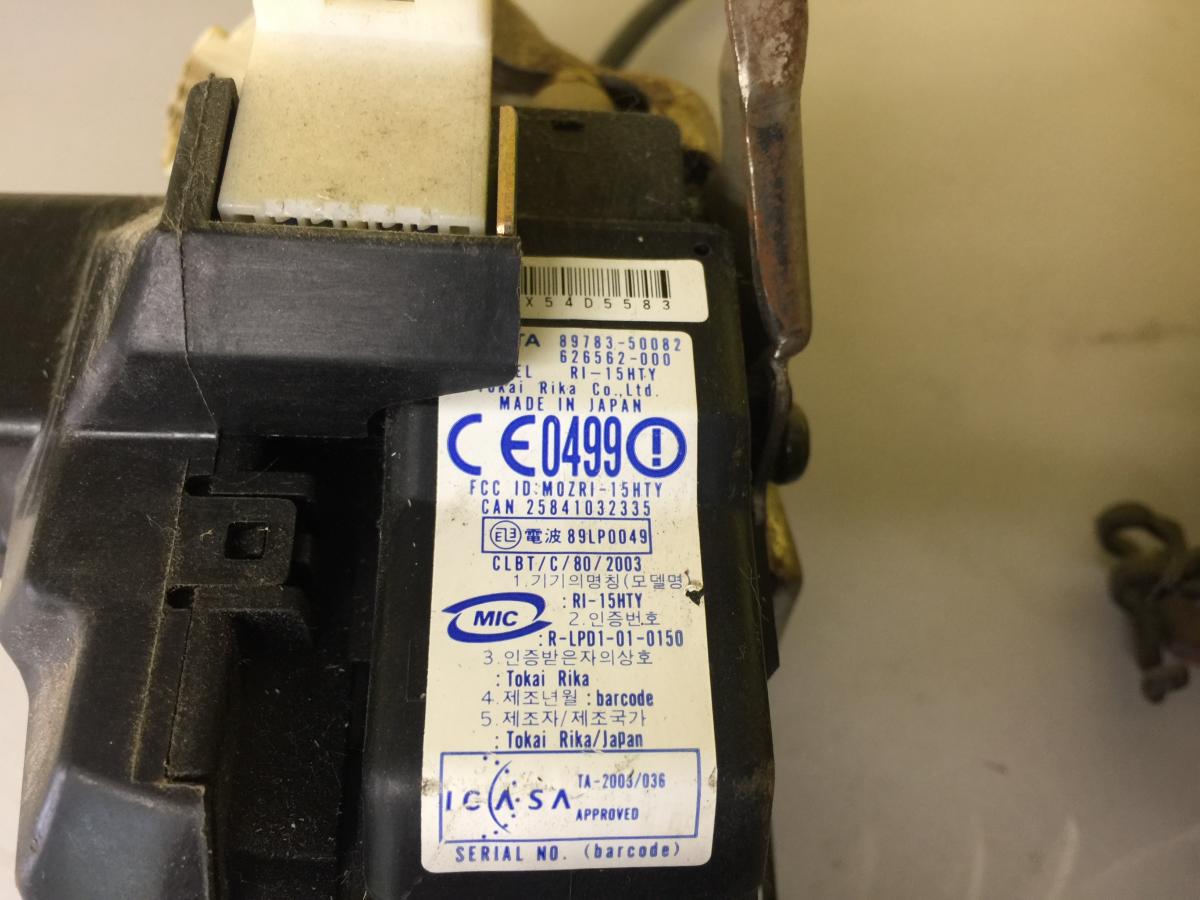 X54D5583
TA 89783-50082
626562-000
EL RI-15HTY
Tokai Rika Co.,Ltd.
MADE IN JAPAN
CE0499
FCC ID:MOZRI-15HTY
CAN 25841032335
電波 89LP0049
CLBT/C/80/2003
1.기기의명칭(모델명
MIC :RI-15HTY
2.인증번호
:R-LPD1-01-0150
3.인증받은자의상호
:Tokai Rika
4.제조년월:barcode
5.제조자/제조국가
:Tokai Rika/Japan
ICASA TA-2003/036
APPROVED
SERIAL NO. (barcode)